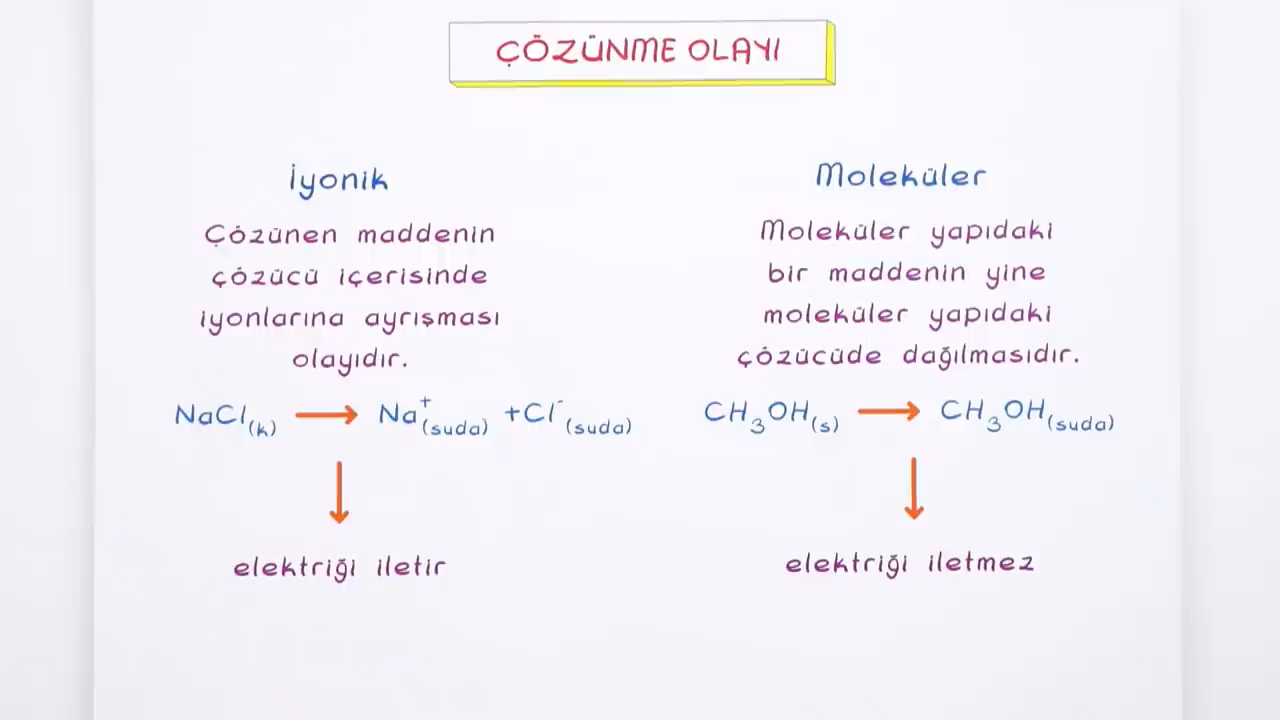 ÇÖZÜNME OLAYI
İyonik
Çözünen maddenin
çözücü içerisinde
iyonlarına ayrışması
olayıdır.
NaCl(k) → Na⁺(suda) +Cl⁻(suda)
elektriği iletir
Moleküler
Moleküler yapıdaki
bir maddenin yine
moleküler yapıdaki
çözücüde dağılmasıdır.
CH₃OH(s) → CH₃OH(suda)
elektriği iletmez